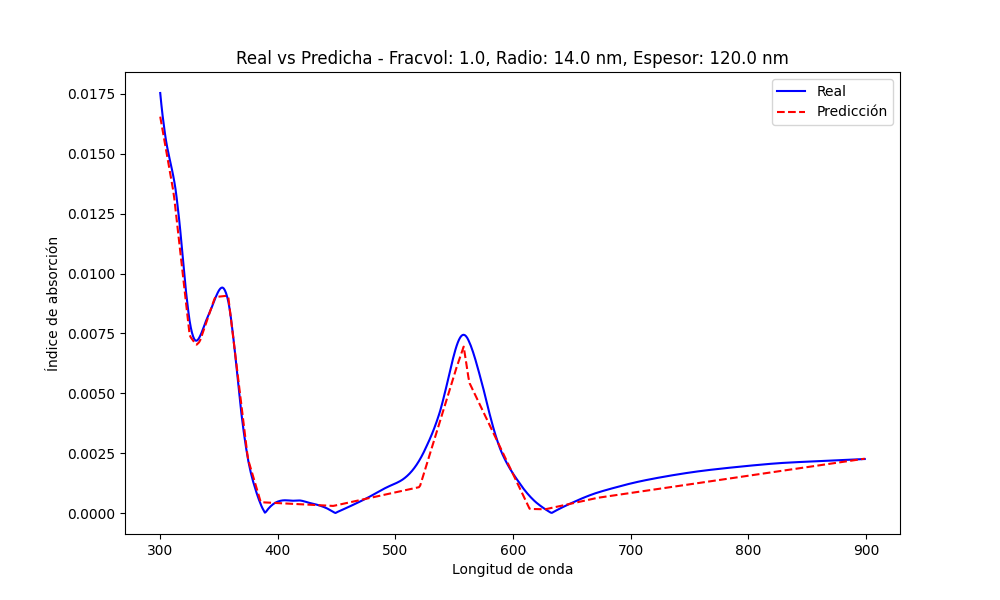 Real vs Predicha - Fracvol: 1.0, Radio: 14.0 nm, Espesor: 120.0 nm
Real
Predicción
Índice de absorción
0.0175
0.0150
0.0125
0.0100
0.0075
0.0050
0.0025
0.0000
300 400 500 600 700 800 900
Longitud de onda